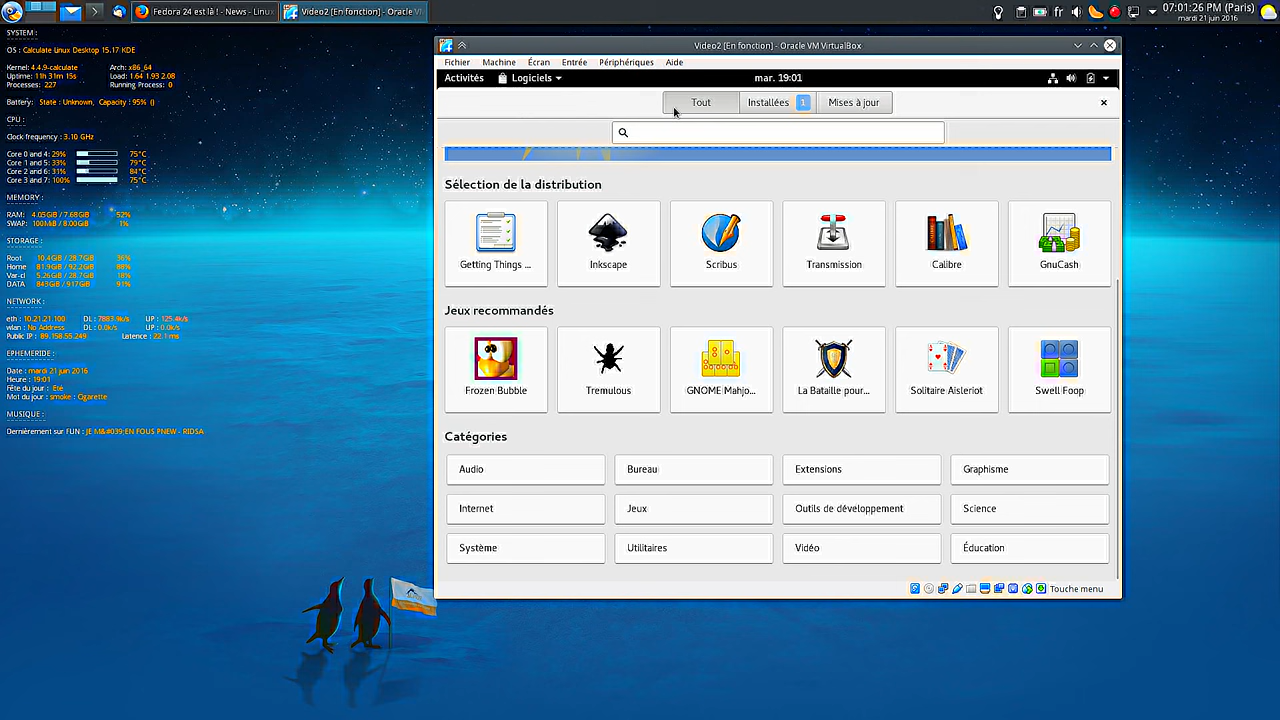 Fedora 24 est là ! - News - Linux
Video2 [En fonction] - Oracle VM
fr
07:01:26 PM (Paris)
mardi 21 juin 2016
SYSTEM :
OS : Calculate Linux Desktop 15.17 KDE
Kernel: 4.4.9-calculate Arch: x86_64
Uptime: 11h 31m 15s Load: 1.64 1.93 2.08
Processes: 227 Running Process: 0
Battery: State : Unknown, Capacity : 95% ()
CPU :
Clock frequency : 3.10 GHz
Core 0 and 4: 29% 75°C
Core 1 and 5: 33% 79°C
Core 2 and 6: 31% 84°C
Core 3 and 7: 100% 75°C
MEMORY :
RAM: 4.05GiB / 7.68GiB 52%
SWAP: 100MiB / 8.00GiB 1%
STORAGE :
Root 10.4GiB / 28.7GiB 36%
Home 81.9GiB / 92.2GiB 88%
Var-cl 5.26GiB / 28.7GiB 18%
DATA 843GiB / 917GiB 91%
NETWORK :
eth : 10.21.21.100 DL : 7883.9k/s UP : 125.4k/s
wlan : No Address DL : 0.0k/s UP : 0.0k/s
Public IP : 89.158.55.249 Latence : 22.1 ms
EPHEMERIDE :
Date : mardi 21 juin 2016
Heure : 19:01
Fête du jour : Eté
Mot du jour : smoke : Cigarette
MUSIQUE :
Dernièrement sur FUN : JE M&#039;EN FOUS PNEW - RIDSA
Video2 [En fonction] - Oracle VM VirtualBox
Fichier Machine Écran Entrée Périphériques Aide
Activités Logiciels mar. 19:01
Tout Installées 1 Mises à jour
Sélection de la distribution
Getting Things ... Inkscape Scribus Transmission Calibre GnuCash
Jeux recommandés
Frozen Bubble Tremulous GNOME Mahjo... La Bataille pour... Solitaire Aisleriot Swell Foop
Catégories
Audio Bureau Extensions Graphisme
Internet Jeux Outils de développement Science
Système Utilitaires Vidéo Éducation
Touche menu